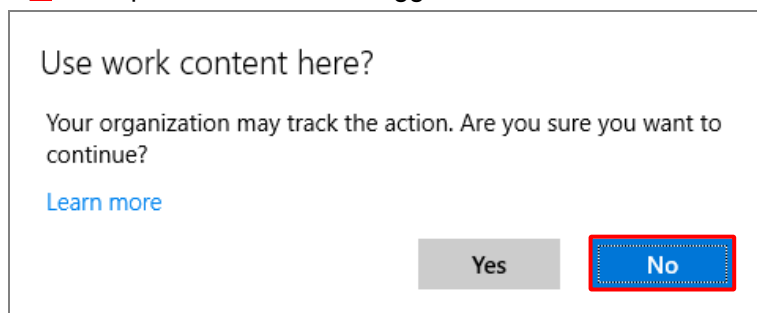 Use work content here?
Your organization may track the action. Are you sure you want to
continue?
Learn more
Yes No